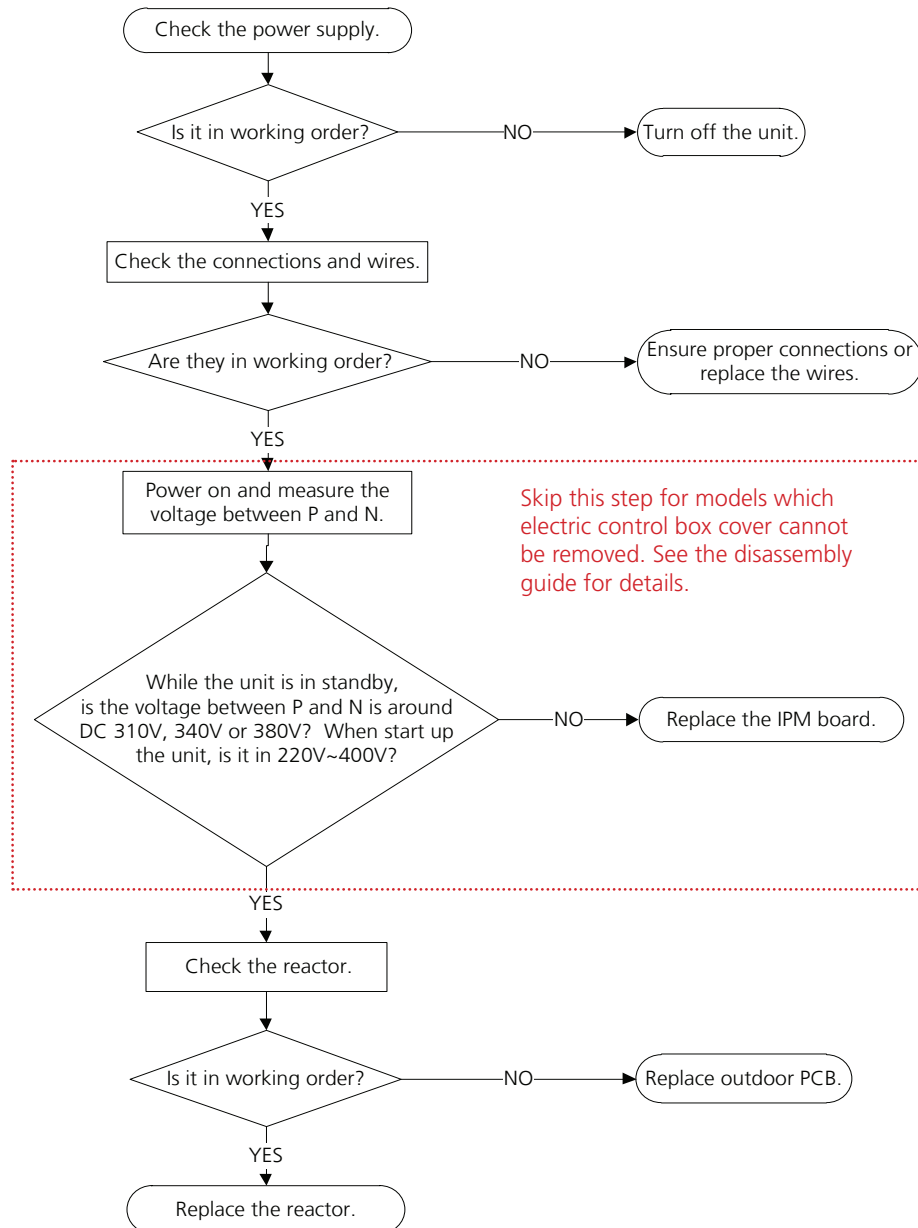 Check the power supply.
Is it in working order?
NO
Turn off the unit.
YES
Check the connections and wires.
Are they in working order?
NO
Ensure proper connections or
replace the wires.
YES
Power on and measure the
voltage between P and N.
Skip this step for models which
electric control box cover cannot
be removed. See the disassembly
guide for details.
While the unit is in standby,
is the voltage between P and N is around
DC 310V, 340V or 380V? When start up
the unit, is it in 220V~400V?
NO
Replace the IPM board.
YES
Check the reactor.
Is it in working order?
NO
Replace outdoor PCB.
YES
Replace the reactor.